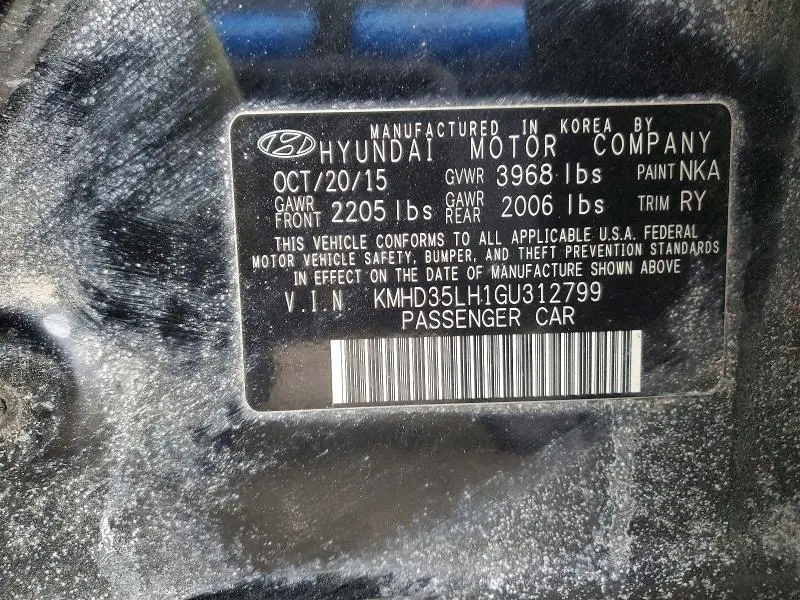 MANUFACTURED IN KOREA BY
HYUNDAI MOTOR COMPANY
OCT/20/15 GVWR 3968 lbs PAINT NKA
GAWR FRONT 2205 lbs GAWR REAR 2006 lbs TRIM RY
THIS VEHICLE CONFORMS TO ALL APPLICABLE U.S.A. FEDERAL
MOTOR VEHICLE SAFETY, BUMPER, AND THEFT PREVENTION STANDARDS
IN EFFECT ON THE DATE OF MANUFACTURE SHOWN ABOVE
V.I.N KMHD35LH1GU312799
PASSENGER CAR